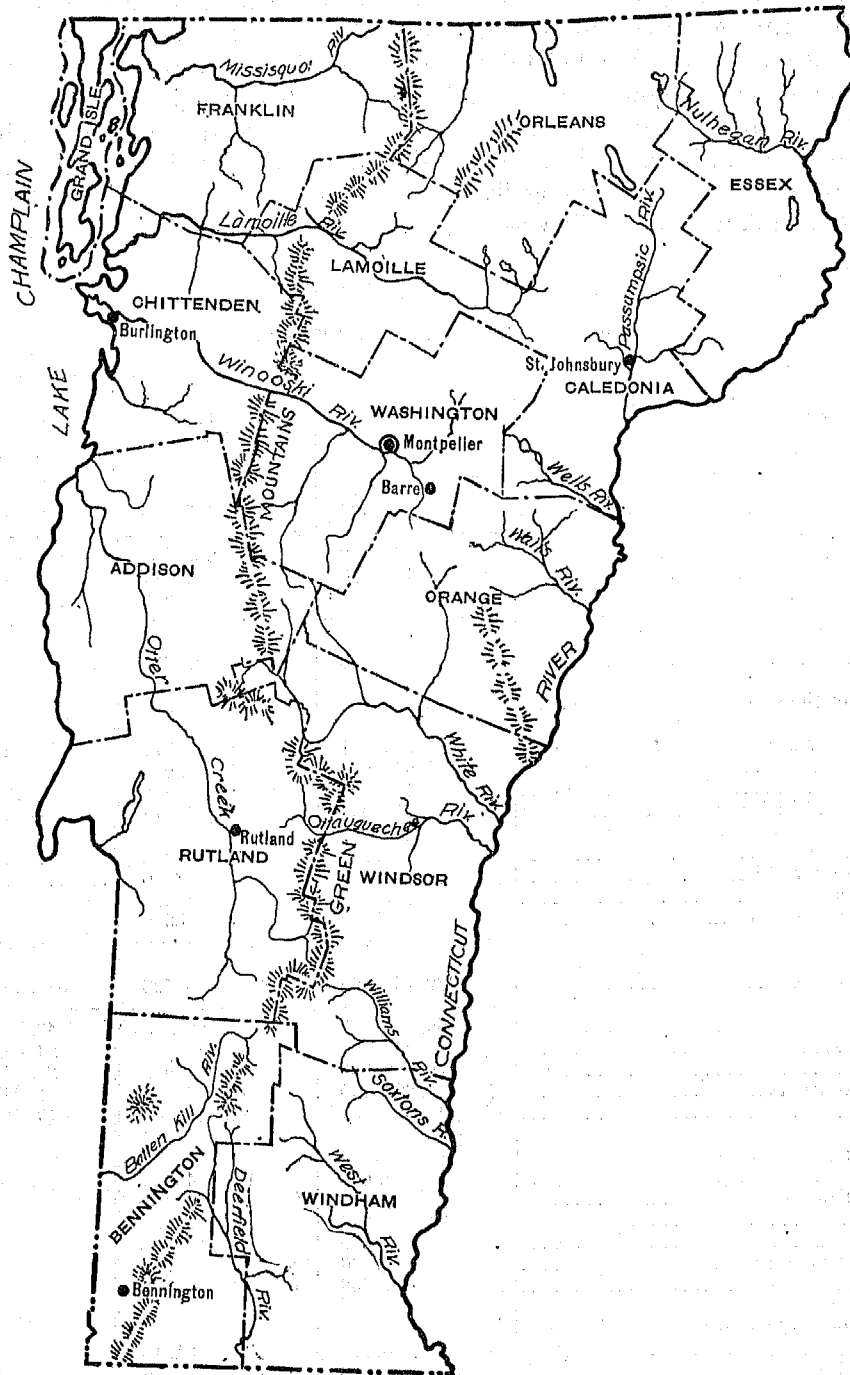 Missisquoi Riv.
FRANKLIN
GRAND ISLE
ORLEANS
Nulhegan Riv.
ESSEX
LAKE CHAMPLAIN
Lamoille Riv.
LAMOILLE
CHITTENDEN
Burlington
Passumpsic Riv.
St. Johnsbury
CALEDONIA
Winooski Riv.
WASHINGTON
Montpelier
Barre
Wells Riv.
GREEN MOUNTAINS
Waits Riv.
ADDISON
ORANGE
Otter Creek
CONNECTICUT RIVER
White Riv.
Rutland
RUTLAND
Ottauquechee Riv.
WINDSOR
Williams Riv.
Saxtons R.
Batten Kill Riv.
BENNINGTON
Deerfield Riv.
West Riv.
WINDHAM
Bennington